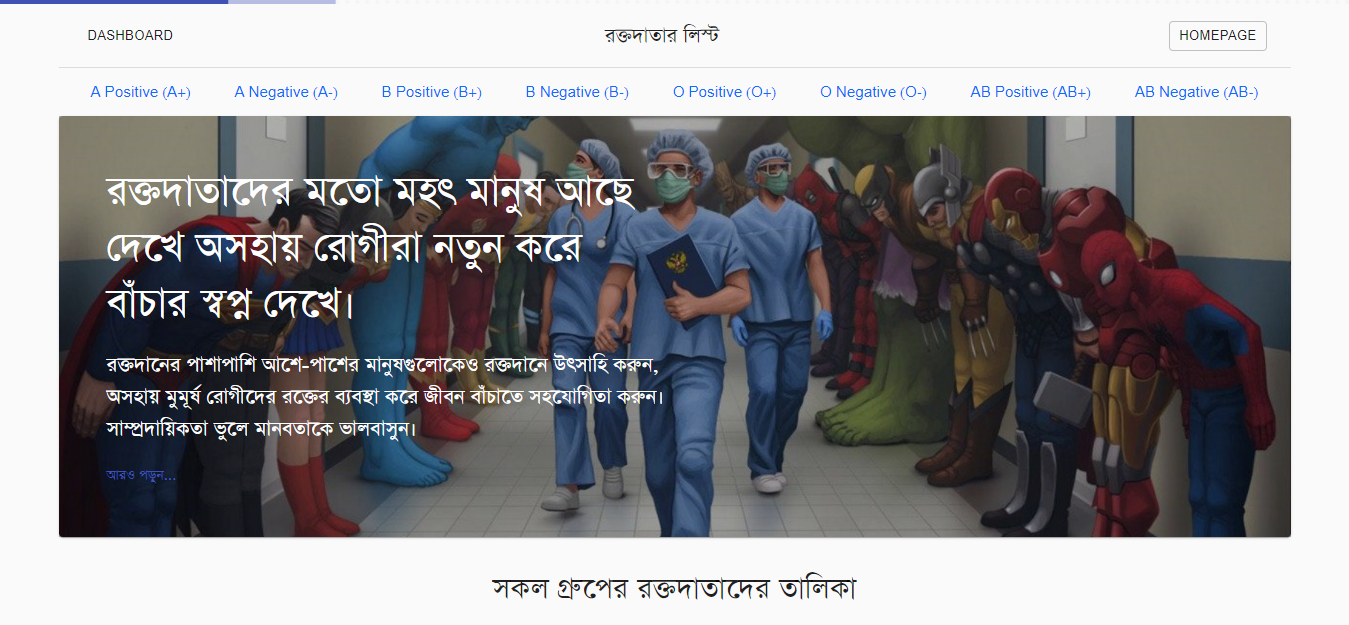 DASHBOARD
রক্তদাতার লিস্ট
HOMEPAGE
A Positive (A+)
A Negative (A-)
B Positive (B+)
B Negative (B-)
O Positive (O+)
O Negative (O-)
AB Positive (AB+)
AB Negative (AB-)
রক্তদাতাদের মতো মহৎ মানুষ আছে
দেখে অসহায় রোগীরা নতুন করে
বাঁচার স্বপ্ন দেখে।
রক্তদানের পাশাপাশি আশে-পাশের মানুষগুলোকেও রক্তদানে উৎসাহি করুন,
অসহায় মুমূর্ষ রোগীদের রক্তের ব্যবস্থা করে জীবন বাঁচাতে সহযোগিতা করুন।
সাম্প্রদায়িকতা ভুলে মানবতাকে ভালবাসুন।
আরও পড়ুন...
সকল গ্রুপের রক্তদাতাদের তালিকা